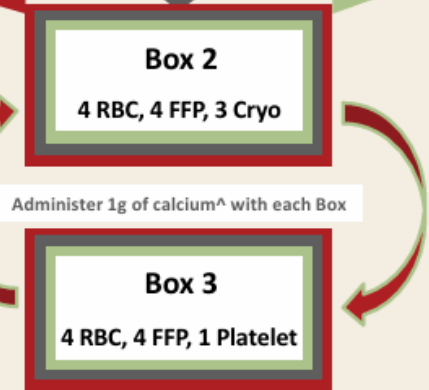 Box 2
4 RBC, 4 FFP, 3 Cryo
Administer 1g of calcium^ with each Box
Box 3
4 RBC, 4 FFP, 1 Platelet